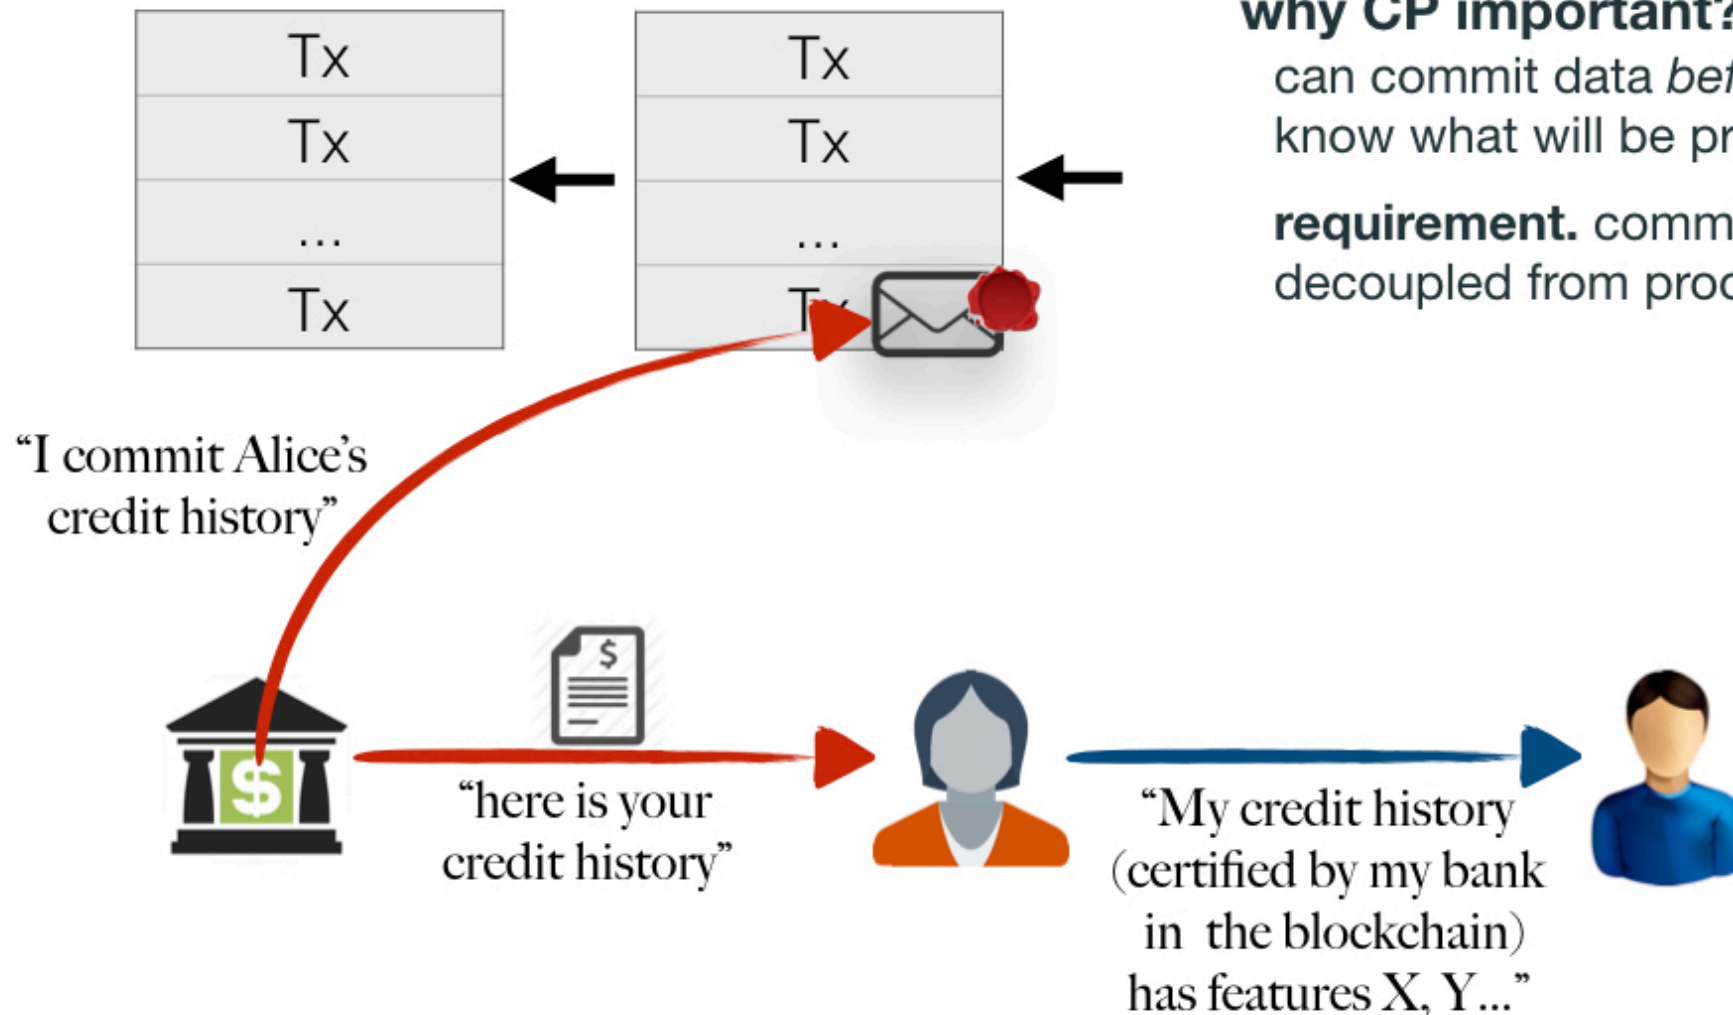 Tx
Tx
...
Tx
Tx
Tx
...
Tx
why CP important?
can commit data
know what will be
requirement.
decoupled from
“I commit Alice’s
credit history”
$
$
“here is your
credit history”
“My credit history
(certified by my bank
in the blockchain)
has features X, Y...”